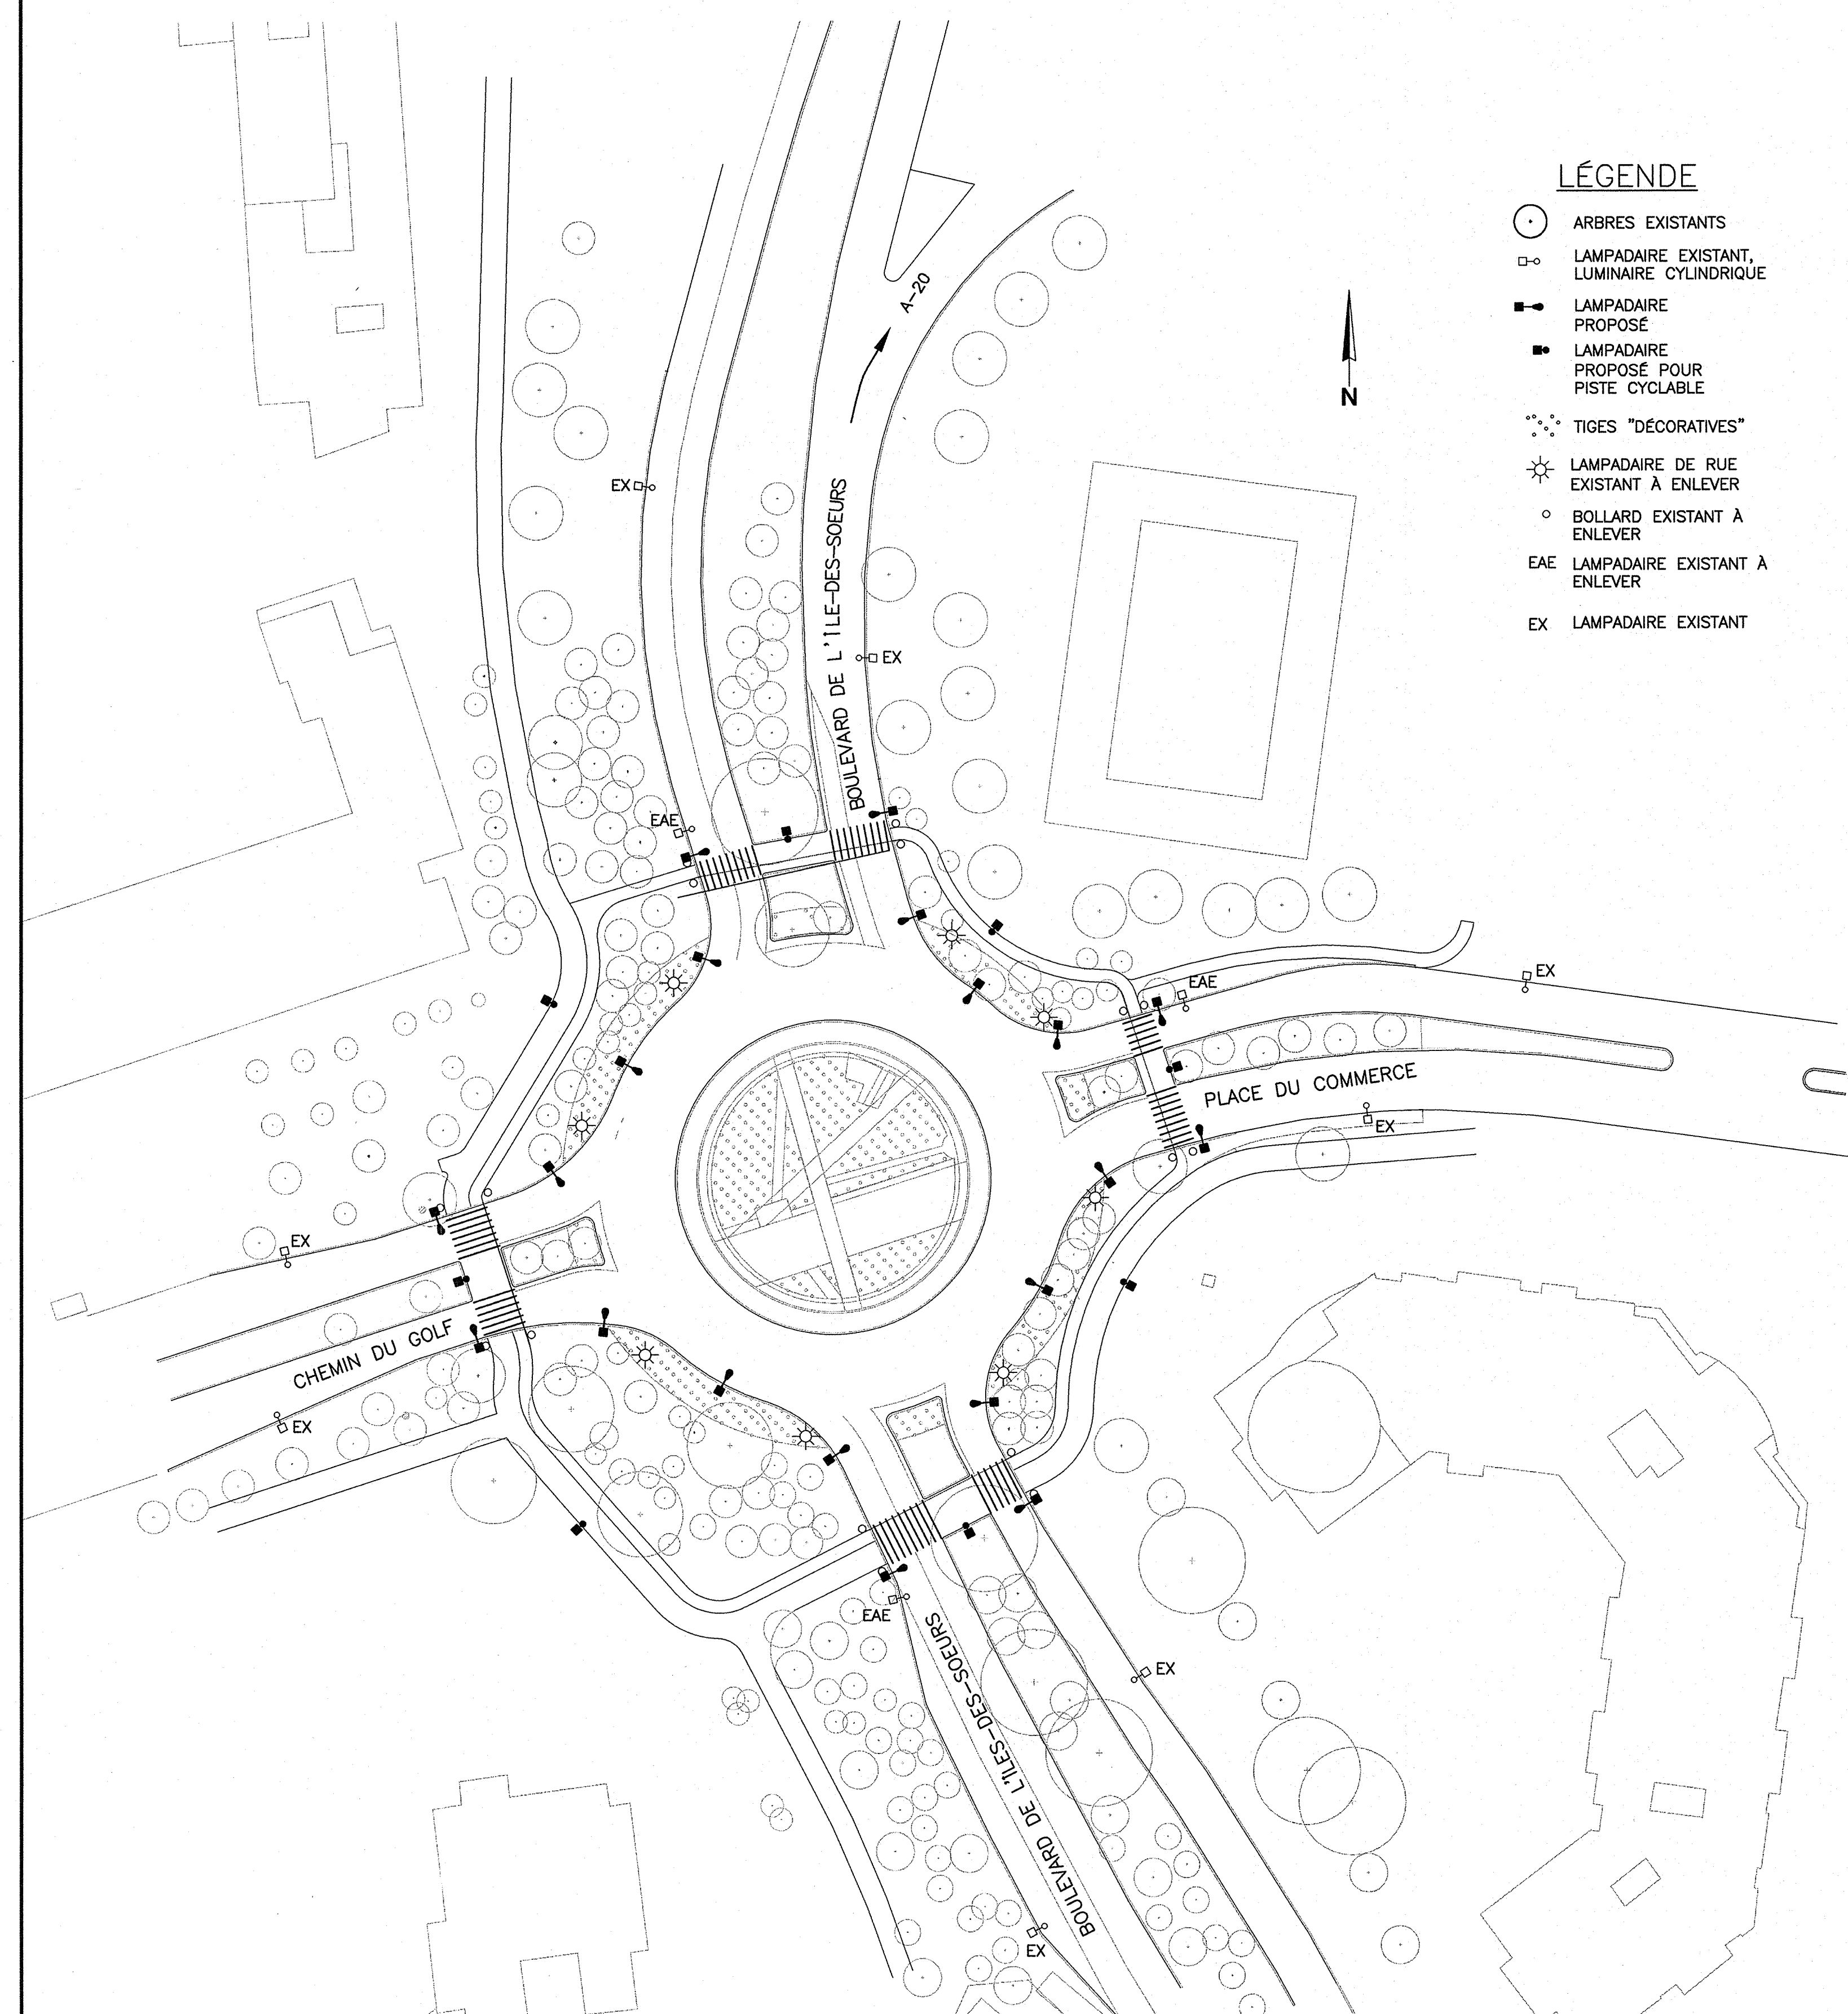 LÉGENDE
ARBRES EXISTANTS
LAMPADAIRE EXISTANT,
LUMINAIRE CYLINDRIQUE
LAMPADAIRE
PROPOSÉ
LAMPADAIRE
PROPOSÉ POUR
PISTE CYCLABLE
TIGES "DÉCORATIVES"
LAMPADAIRE DE RUE
EXISTANT À ENLEVER
BOLLARD EXISTANT À
ENLEVER
EAE LAMPADAIRE EXISTANT À
ENLEVER
EX LAMPADAIRE EXISTANT
N
A-20
EX
BOULEVARD DE L'ÎLE-DES-SOEURS
EX
EAE
EAE
EX
PLACE DU COMMERCE
EX
EX
CHEMIN DU GOLF
EX
EAE
BOULEVARD DE L'ILES-DES-SOEURS
EX
EX